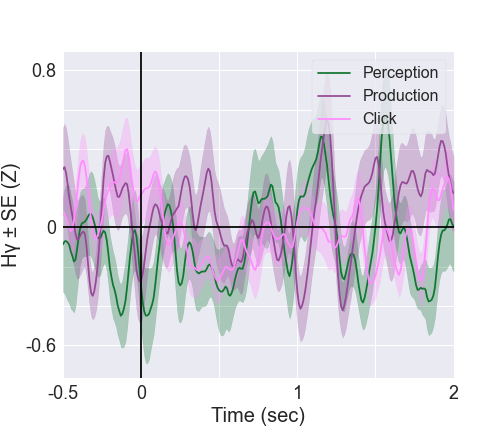 Perception
Production
Click
0.8
0
-0.6
Hγ ± SE (Z)
-0.5
0
1
2
Time (sec)